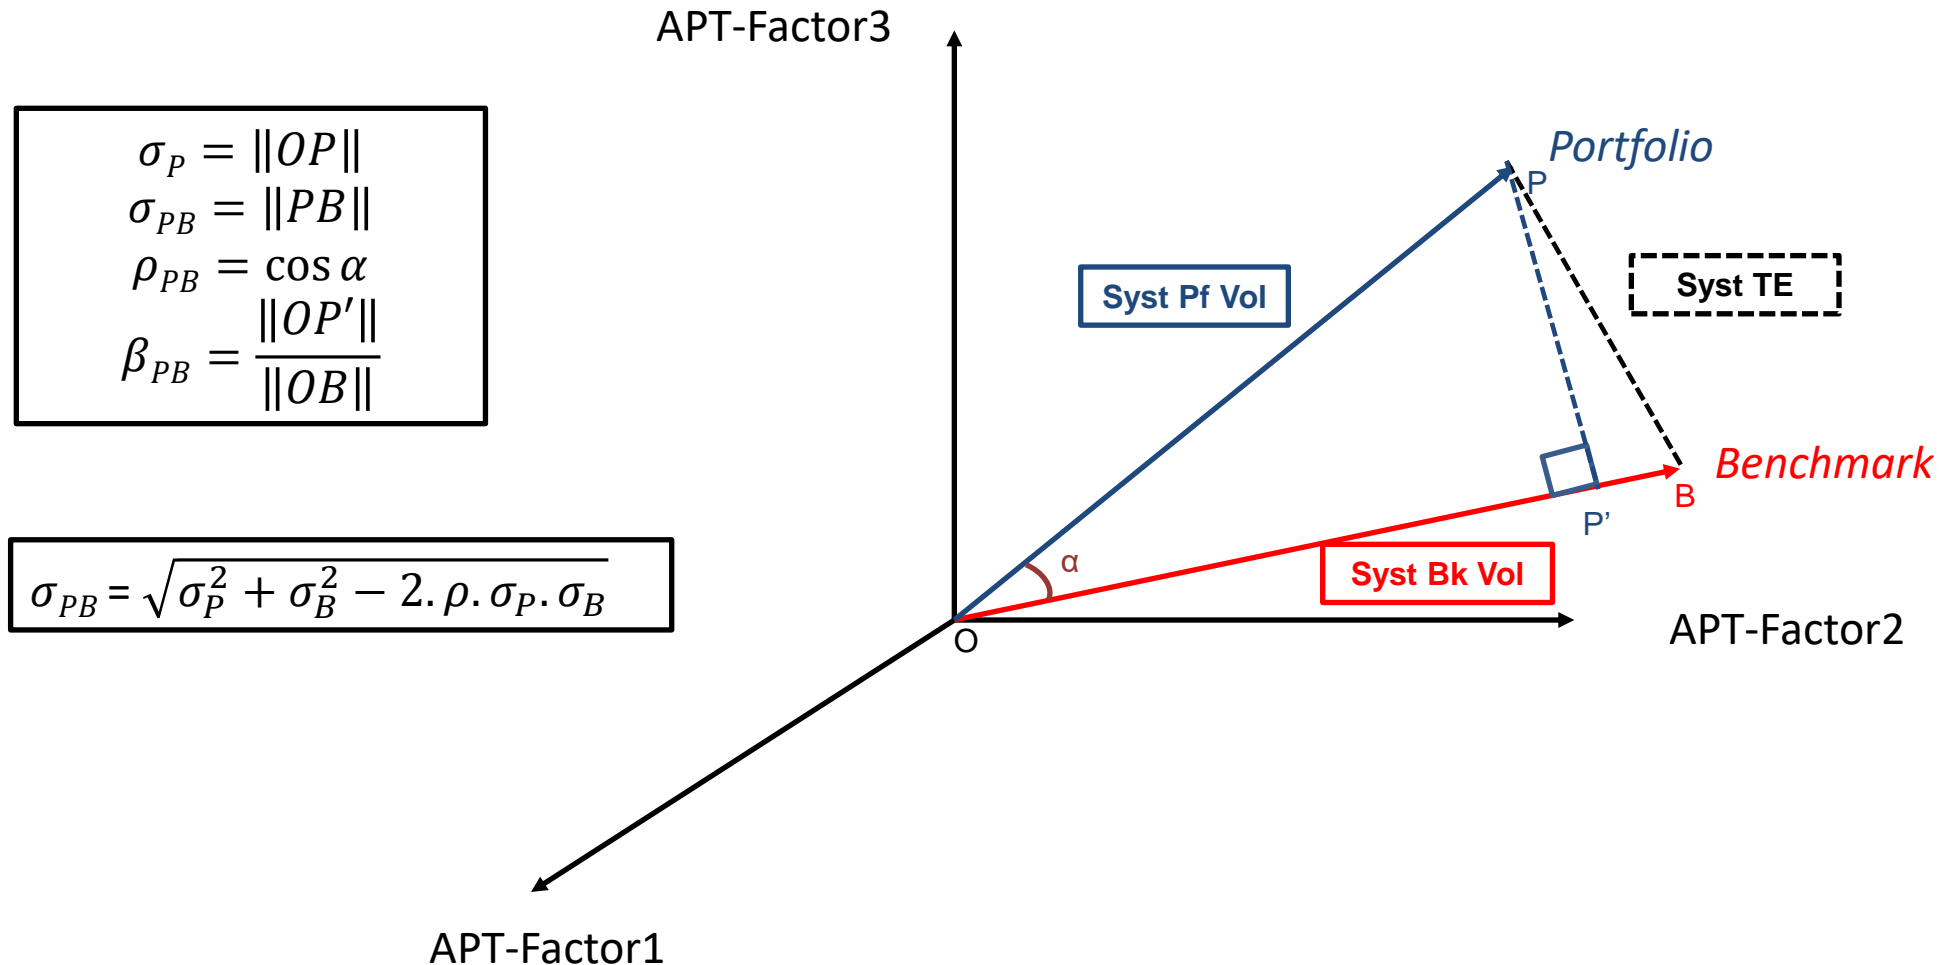 APT-Factor3
σ_P = ‖OP‖
σ_PB = ‖PB‖
ρ_PB = cos α
β_PB = ‖OP′‖ / ‖OB‖
Portfolio
P
Syst Pf Vol
Syst TE
Benchmark
B
P’
α
Syst Bk Vol
σ_PB = √(σ_P^2 + σ_B^2 − 2. ρ. σ_P. σ_B)
O
APT-Factor2
APT-Factor1